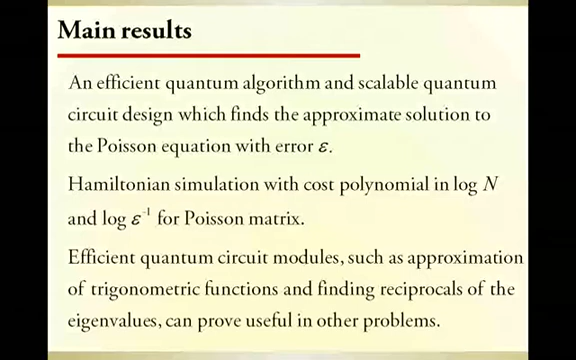 Main results
An efficient quantum algorithm and scalable quantum
circuit design which finds the approximate solution to
the Poisson equation with error ε.
Hamiltonian simulation with cost polynomial in log N
and log ε⁻¹ for Poisson matrix.
Efficient quantum circuit modules, such as approximation
of trigonometric functions and finding reciprocals of the
eigenvalues, can prove useful in other problems.